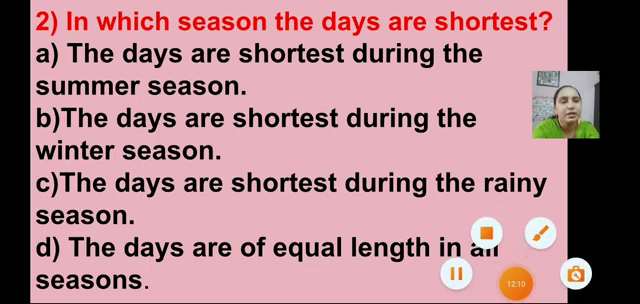 2) In which season the days are shortest?
a) The days are shortest during the
summer season.
b)The days are shortest during the
winter season.
c)The days are shortest during the rainy
season.
d) The days are of equal length in all
seasons.
12:10